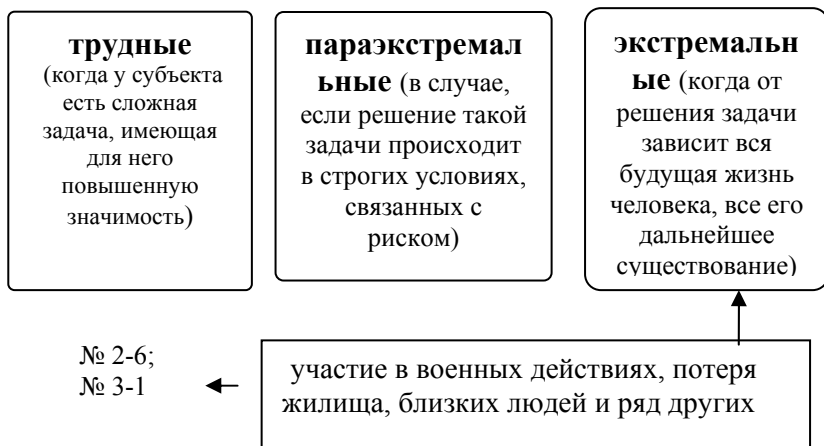 трудные
(когда у субъекта
есть сложная
задача, имеющая
для него
повышенную
значимость)
параэкстремал
ьные (в случае,
если решение такой
задачи происходит
в строгих условиях,
связанных с
риском)
экстремальн
ые (когда от
решения задачи
зависит вся
будущая жизнь
человека, все его
дальнейшее
существование)
№ 2-6;
№ 3-1
участие в военных действиях, потеря
жилища, близких людей и ряд других